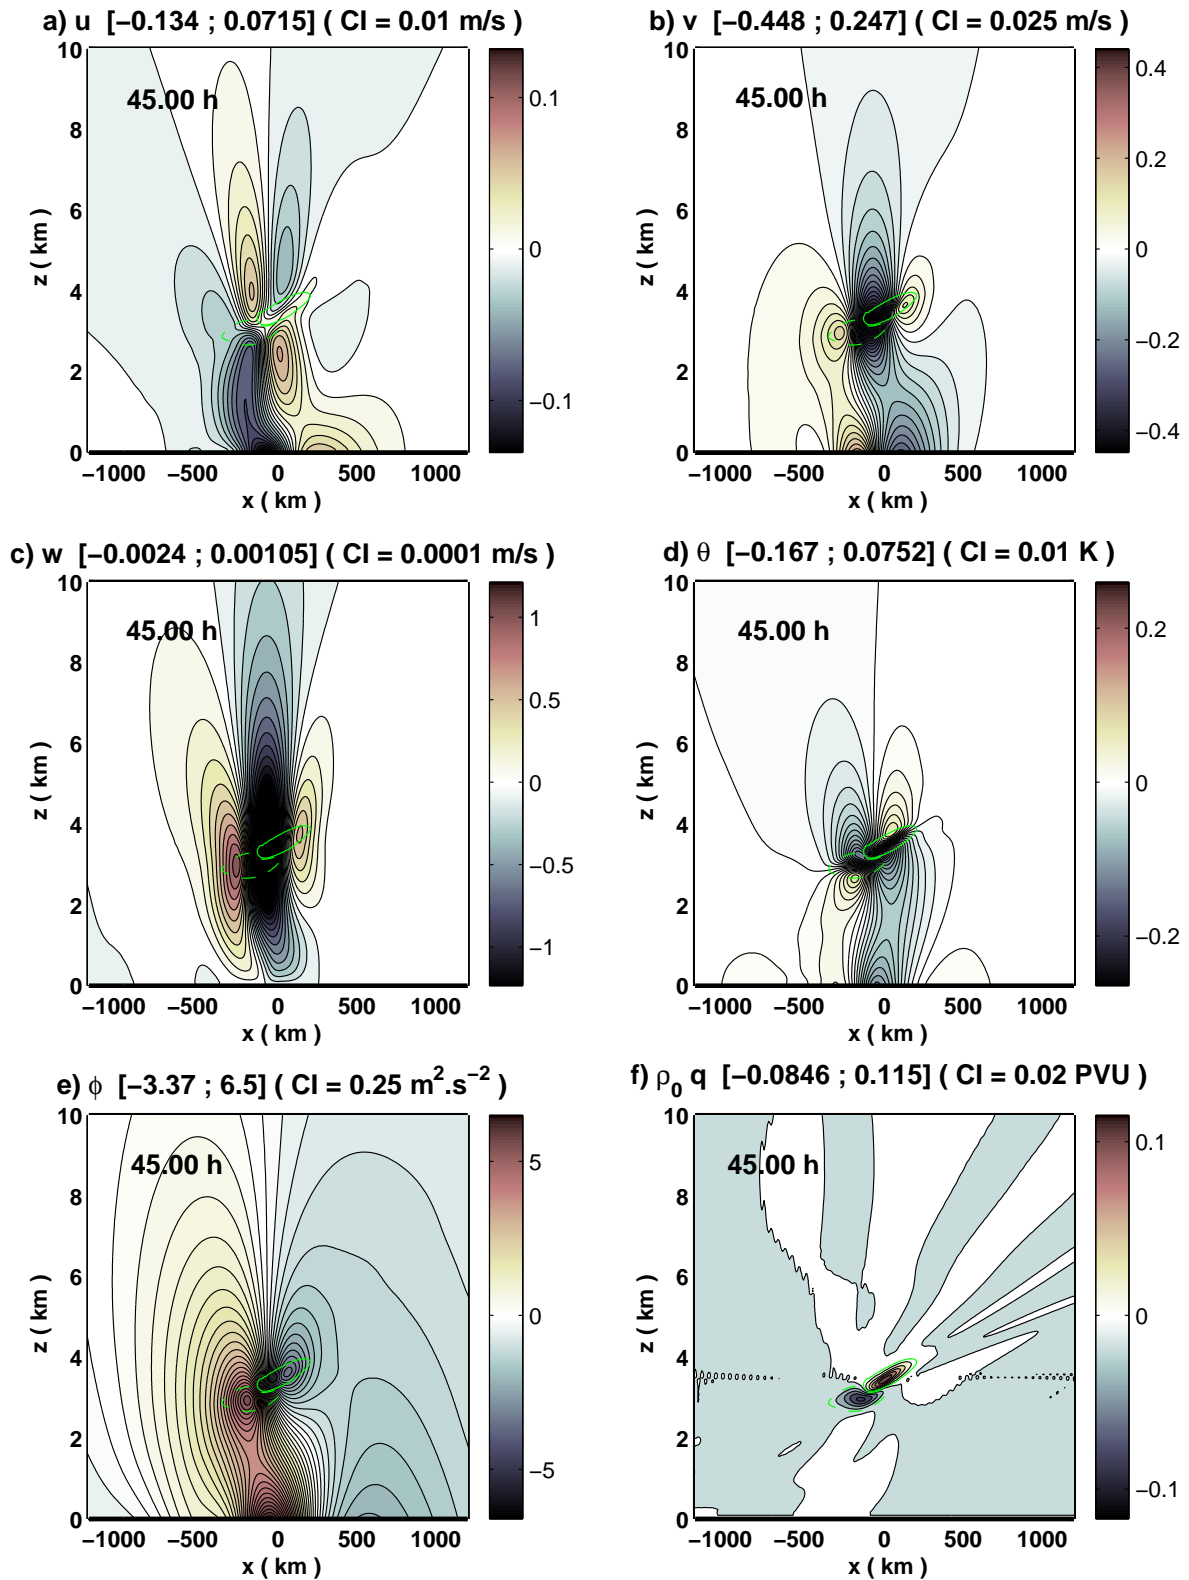 a) u [−0.134 ; 0.0715] ( CI = 0.01 m/s )
10
8
6
4
2
0
z ( km )
45.00 h
−1000 −500 0 500 1000
x ( km )
0.1
0
−0.1
b) v [−0.448 ; 0.247] ( CI = 0.025 m/s )
10
8
6
4
2
0
z ( km )
45.00 h
−1000 −500 0 500 1000
x ( km )
0.4
0.2
0
−0.2
−0.4
c) w [−0.0024 ; 0.00105] ( CI = 0.0001 m/s )
10
8
6
4
2
0
z ( km )
45.00 h
−1000 −500 0 500 1000
x ( km )
1
0.5
0
−0.5
−1
d) θ [−0.167 ; 0.0752] ( CI = 0.01 K )
10
8
6
4
2
0
z ( km )
45.00 h
−1000 −500 0 500 1000
x ( km )
0.2
0
−0.2
e) ϕ [−3.37 ; 6.5] ( CI = 0.25 m².s⁻² )
10
8
6
4
2
0
z ( km )
45.00 h
−1000 −500 0 500 1000
x ( km )
5
0
−5
f) ρ₀ q [−0.0846 ; 0.115] ( CI = 0.02 PVU )
10
8
6
4
2
0
z ( km )
45.00 h
−1000 −500 0 500 1000
x ( km )
0.1
0
−0.1